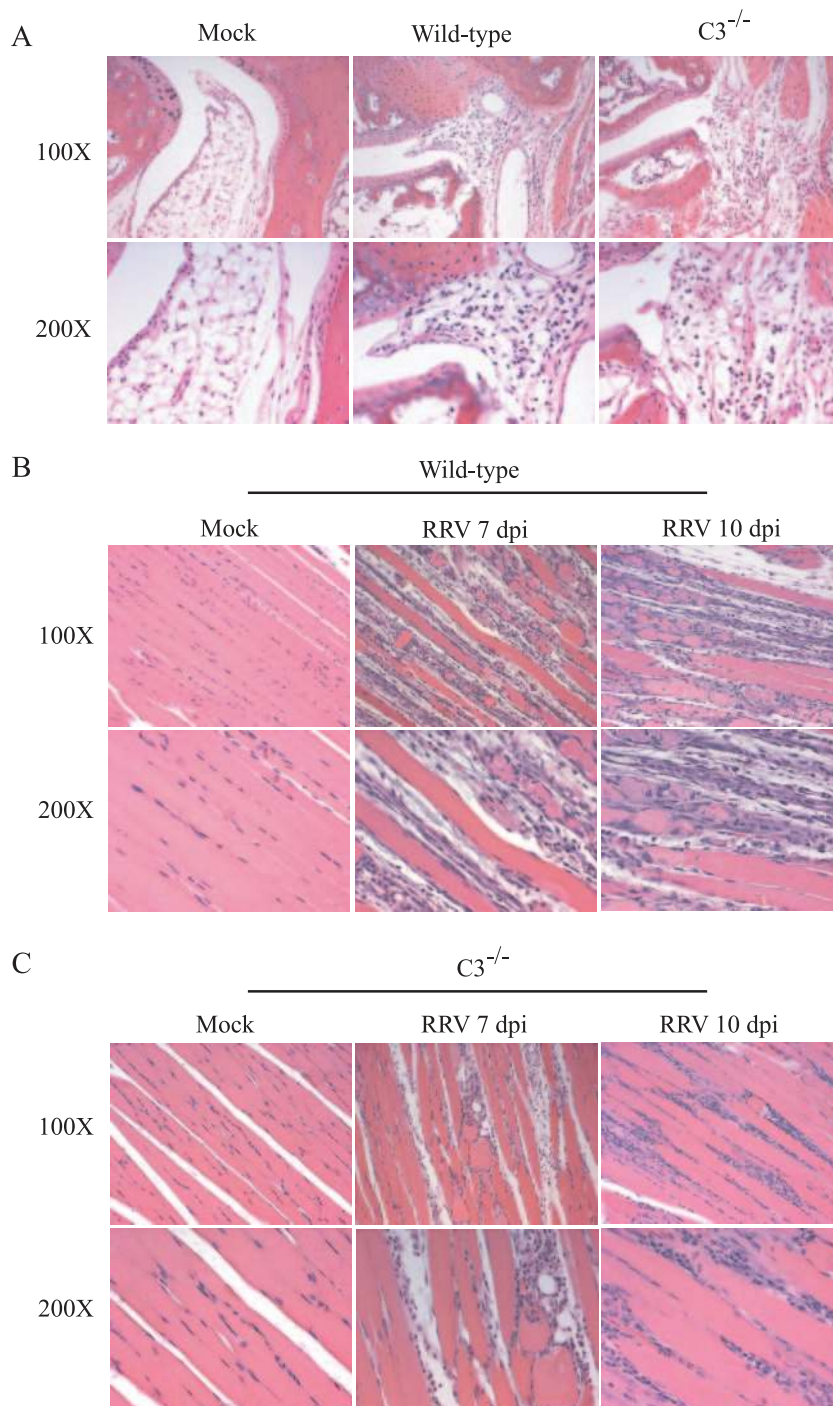 A
Mock Wild-type C3-/-
100X
200X
B
Wild-type
Mock RRV 7 dpi RRV 10 dpi
100X
200X
C
C3-/-
Mock RRV 7 dpi RRV 10 dpi
100X
200X